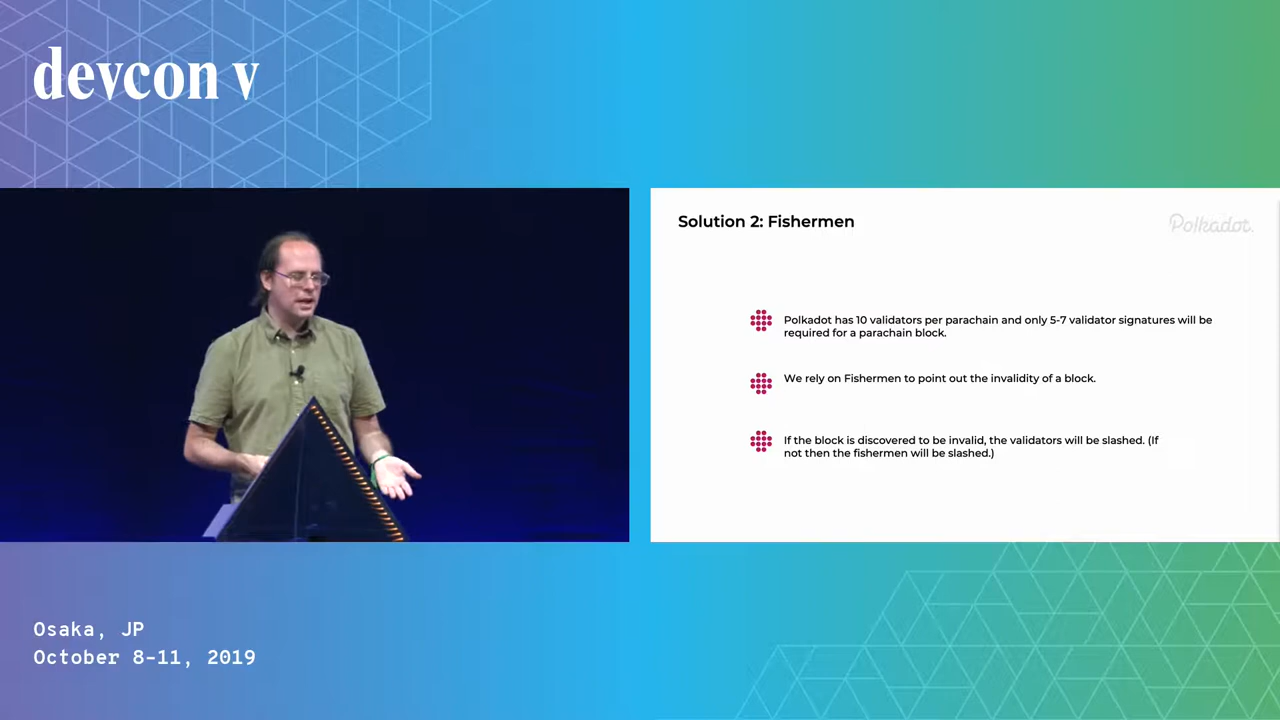 devcon v
Solution 2: Fishermen
Polkadot.
Polkadot has 10 validators per parachain and only 5-7 validator signatures will be
required for a parachain block.
We rely on Fishermen to point out the invalidity of a block.
If the block is discovered to be invalid, the validators will be slashed. (If
not then the fishermen will be slashed.)
Osaka, JP
October 8-11, 2019